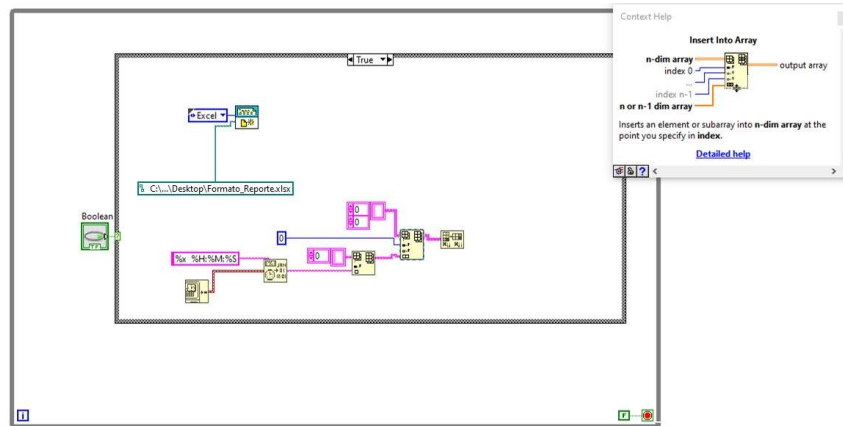 Context Help
Insert Into Array
n-dim array
index 0
...
index n-1
n or n-1 dim array
output array
Inserts an element or subarray into n-dim array at the
point you specify in index.
Detailed help
True
Excel
C:\...\Desktop\Formato_Reporte.xlsx
Boolean
TF
0
0
0
0
%x %H:%M:%S
i
F